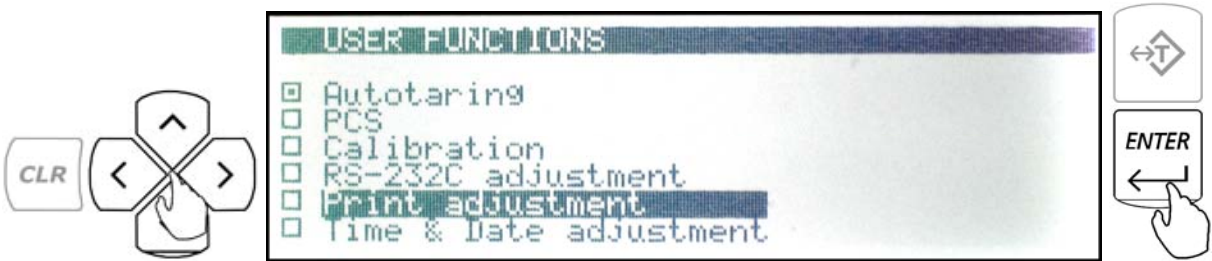 USER FUNCTIONS
Autotaring
PCS
Calibration
RS-232C adjustment
Print adjustment
Time & Date adjustment
CLR
T
ENTER